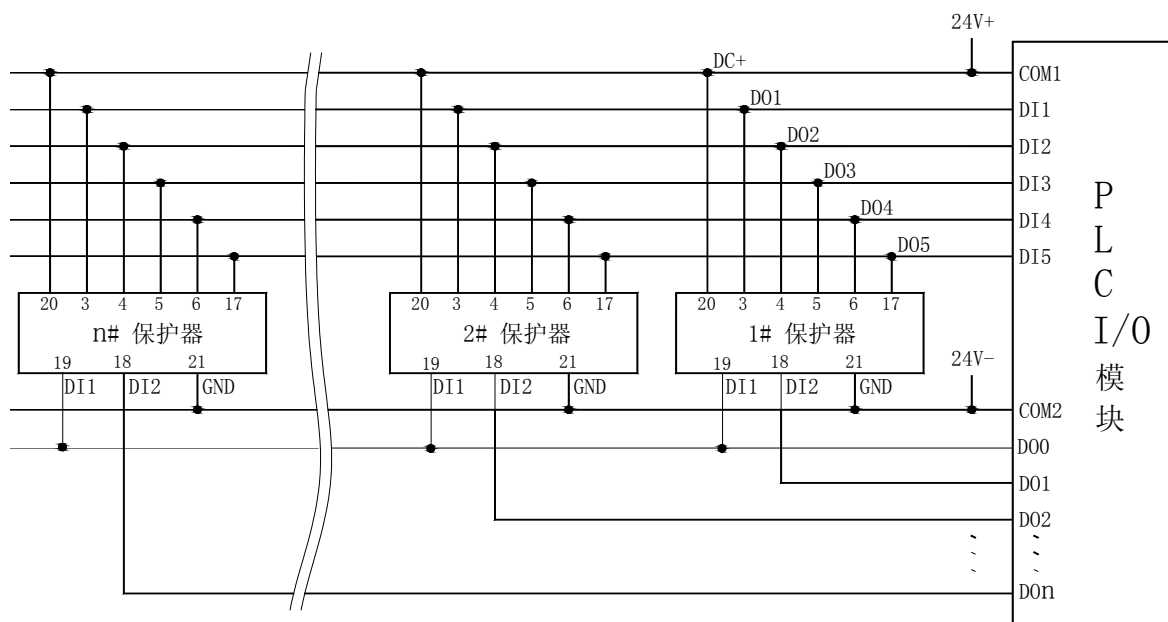 24V+
DC+
COM1
DO1
DI1
DO2
DI2
DO3
DI3
DO4
DI4
DO5
DI5
20 3 4 5 6 17
20 3 4 5 6 17
20 3 4 5 6 17
n# 保护器
2# 保护器
1# 保护器
19 18 21
19 18 21
19 18 21
DI1 DI2 GND
DI1 DI2 GND
DI1 DI2 GND
24V-
COM2
DO0
DO1
DO2
DOn
P
L
C
I/O
模
块